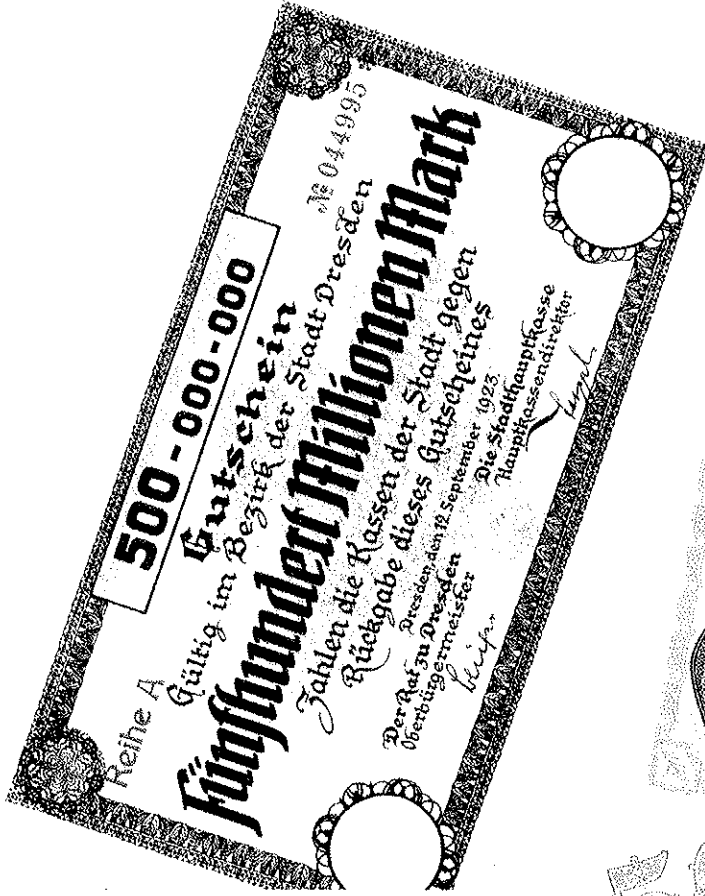 Reihe A
№ 044995
500-000-000
Gutschein
Gültig im Bezirk der Stadt Dresden
Fünfhundert Millionen Mark
Zahlen die Kassen der Stadt gegen
Rückgabe dieses Gutscheines
Dresden, den 12. September 1923.
Der Rat zu Dresden
Oberbürgermeister
Die Stadthauptkasse
Hauptkassendirektor